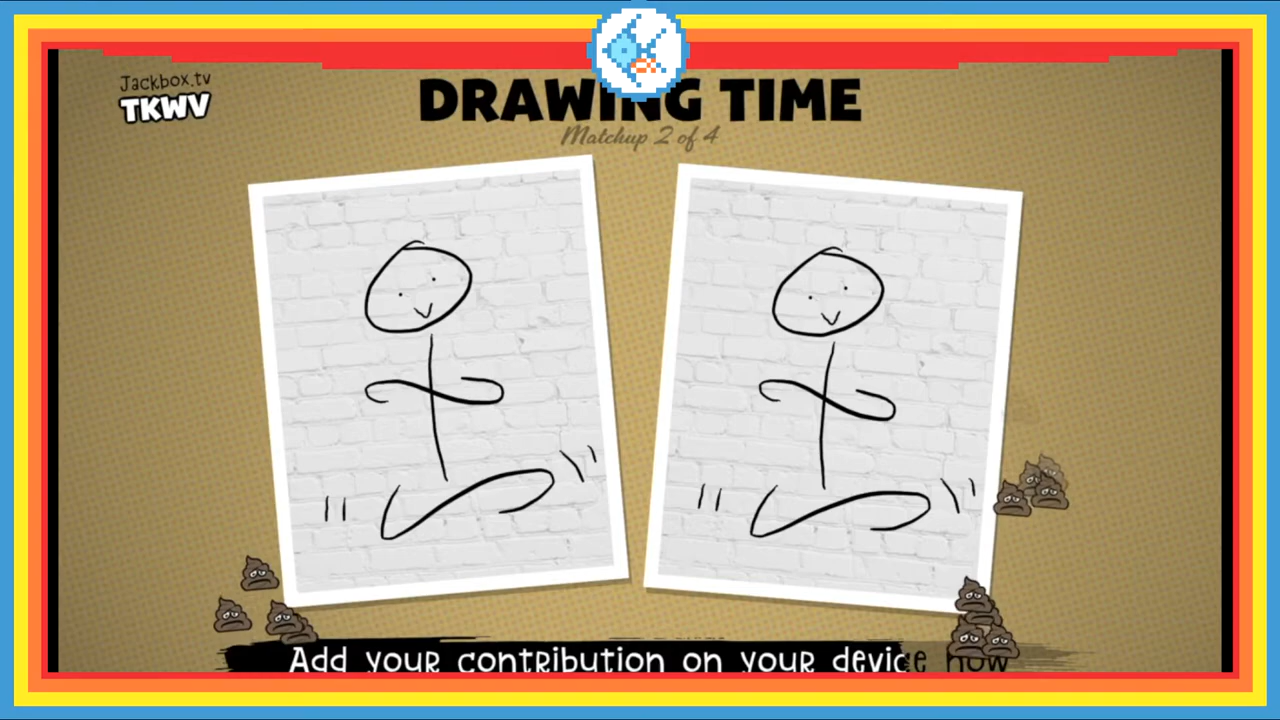 Jackbox.tv
TKWV
DRAWING TIME
Matchup 2 of 4
Add your contribution on your device now